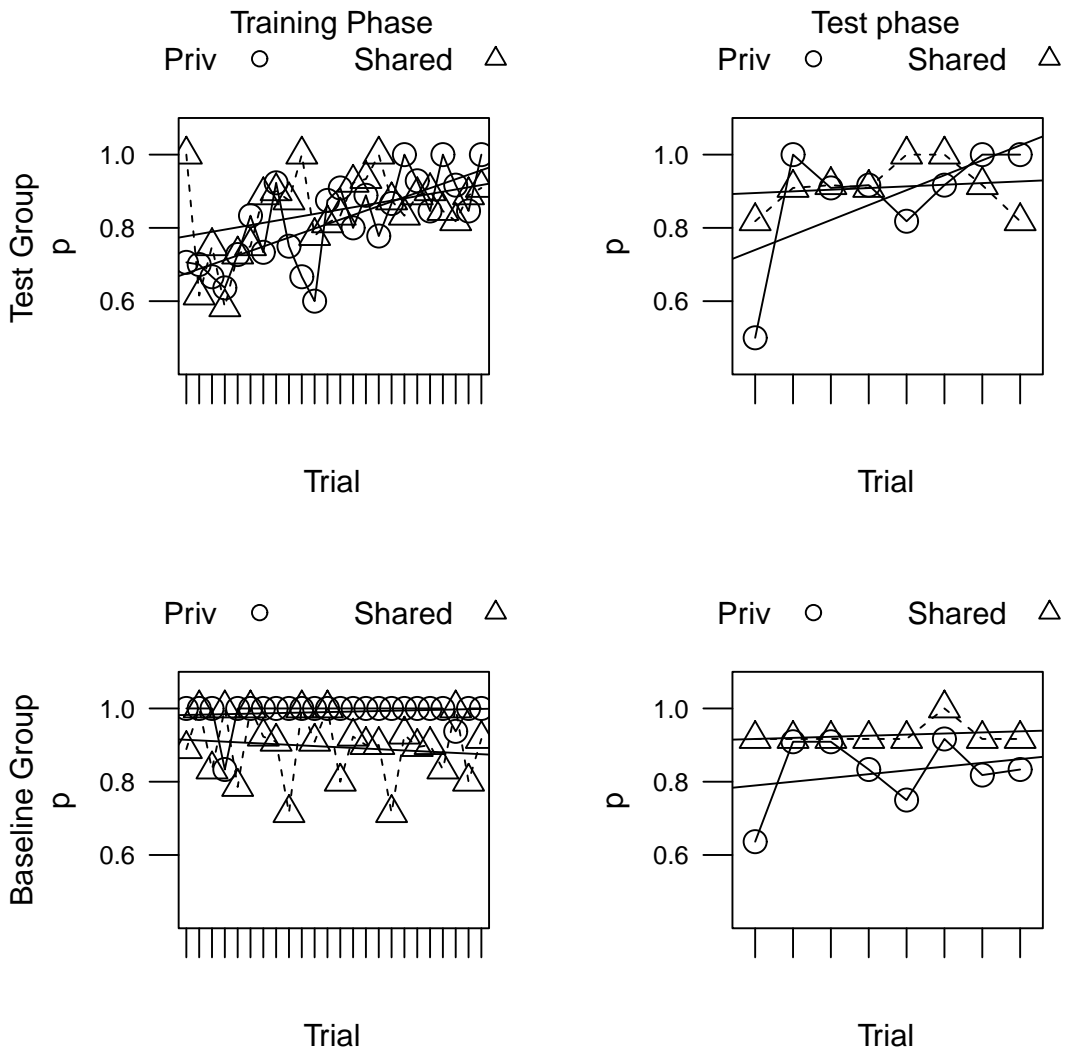 Training Phase
Test phase
Priv Shared
Priv Shared
Test Group
p
1.0
0.8
0.6
Trial
p
1.0
0.8
0.6
Trial
Priv Shared
Priv Shared
Baseline Group
p
1.0
0.8
0.6
Trial
p
1.0
0.8
0.6
Trial